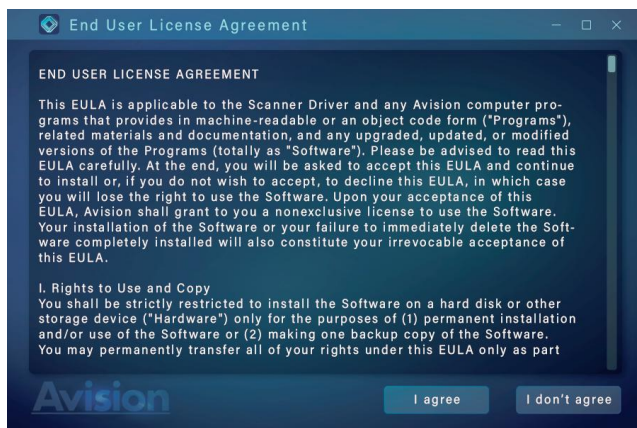 End User License Agreement
END USER LICENSE AGREEMENT
This EULA is applicable to the Scanner Driver and any Avision computer pro-
grams that provides in machine-readable or an object code form ("Programs"),
related materials and documentation, and any upgraded, updated, or modified
versions of the Programs (totally as "Software"). Please be advised to read this
EULA carefully. At the end, you will be asked to accept this EULA and continue
to install or, if you do not wish to accept, to decline this EULA, in which case
you will lose the right to use the Software. Upon your acceptance of this
EULA, Avision shall grant to you a nonexclusive license to use the Software.
Your installation of the Software or your failure to immediately delete the Soft-
ware completely installed will also constitute your irrevocable acceptance of
this EULA.
I. Rights to Use and Copy
You shall be strictly restricted to install the Software on a hard disk or other
storage device ("Hardware") only for the purposes of (1) permanent installation
and/or use of the Software or (2) making one backup copy of the Software.
You may permanently transfer all of your rights under this EULA only as part
Avision
I agree
I don't agree